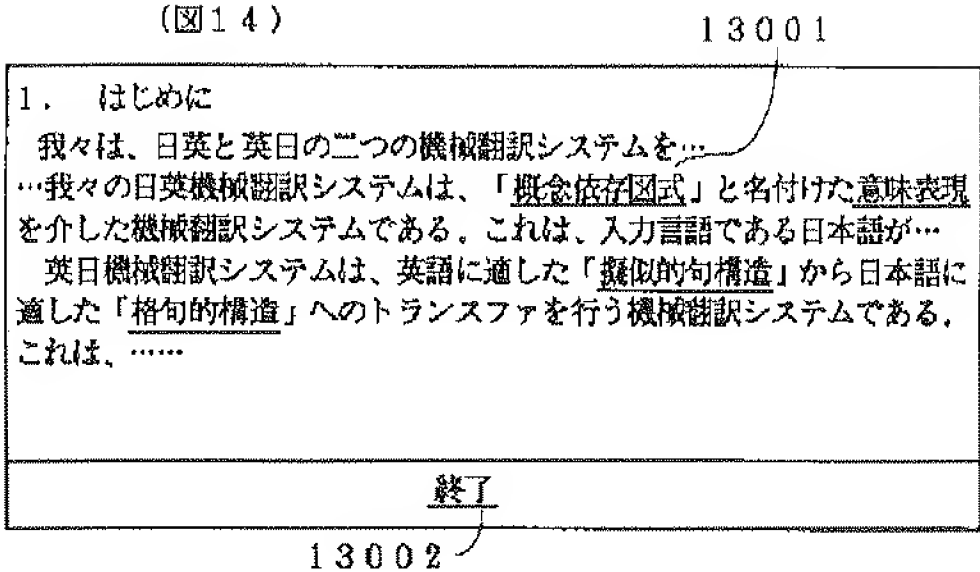 (図14)
13001
1. はじめに
我々は、日英と英日の二つの機械翻訳システムを…
…我々の日英機械翻訳システムは、「概念依存図式」と名付けた意味表現
を介した機械翻訳システムである。これは、入力言語である日本語が…
英日機械翻訳システムは、英語に適した「擬似的句構造」から日本語に
適した「格句的構造」へのトランスファを行う機械翻訳システムである。
これは、……
終了
13002